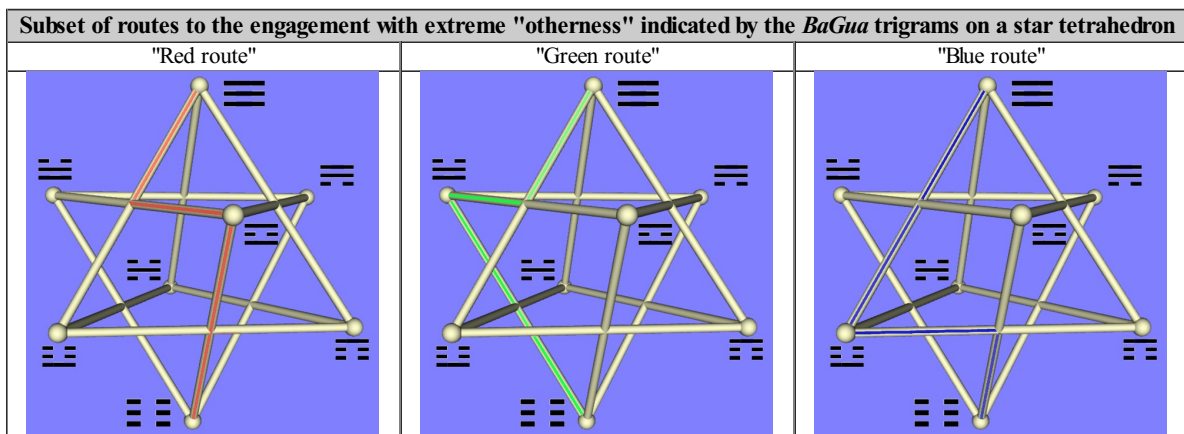 Subset of routes to the engagement with extreme "otherness" indicated by the BaGua trigrams on a star tetrahedron
"Red route"
"Green route"
"Blue route"